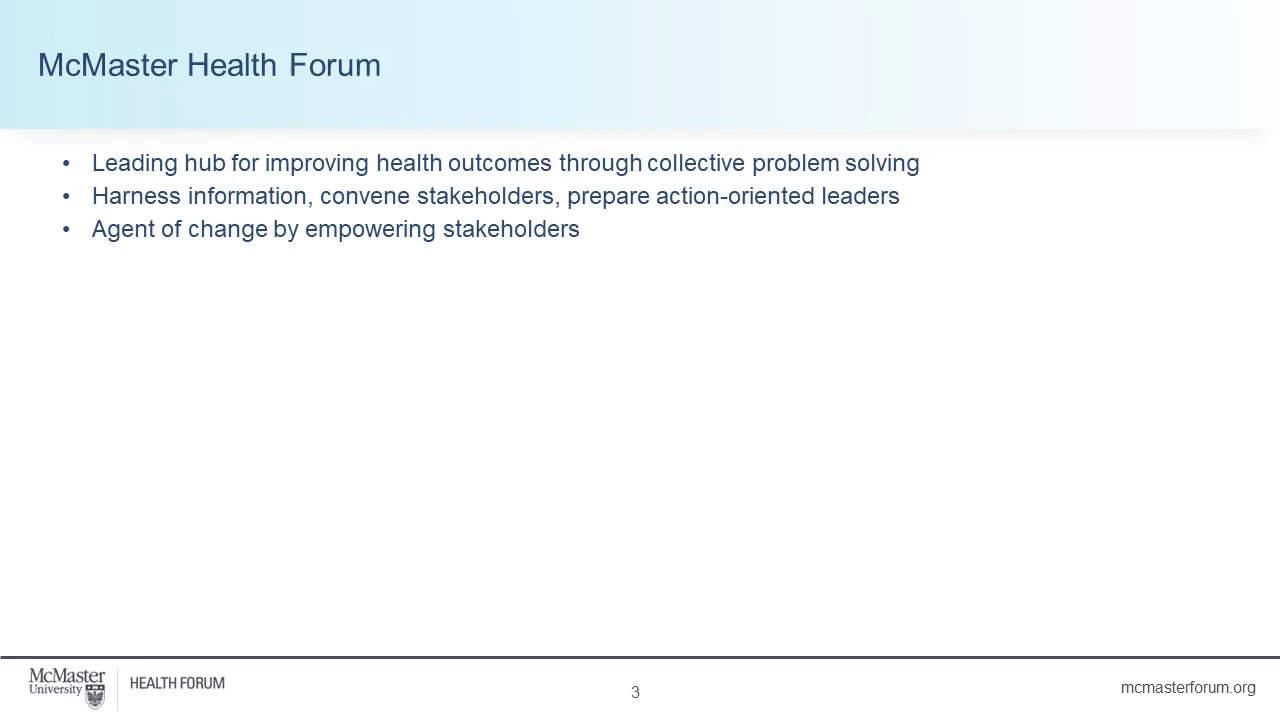 McMaster Health Forum
• Leading hub for improving health outcomes through collective problem solving
• Harness information, convene stakeholders, prepare action-oriented leaders
• Agent of change by empowering stakeholders
McMaster
University
HEALTH FORUM
3
mcmasterforum.org